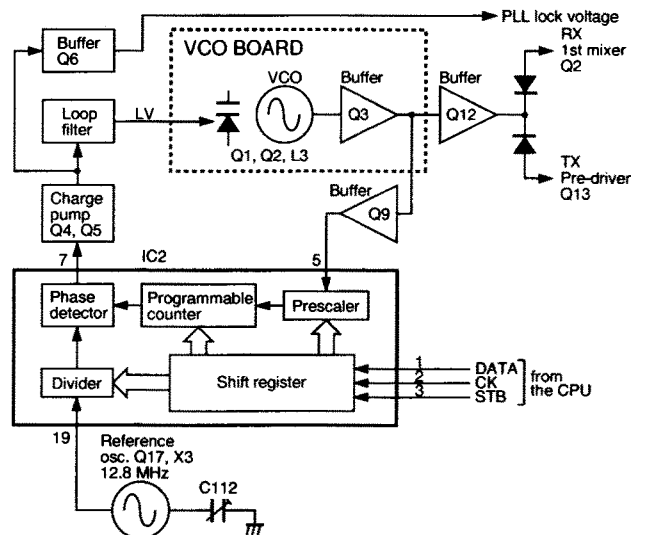 PLL lock voltage
Buffer
Q6
VCO BOARD
RX
1st mixer
Q2
VCO
Buffer
Buffer
Loop
filter
LV
Q3
Q12
Q1, Q2, L3
TX
Pre-driver
Q13
Buffer
Q9
Charge
pump
Q4, Q5
7
IC2
5
Phase
detector
Programmable
counter
Prescaler
Divider
Shift register
1
DATA
2
CK
3
STB
from
the CPU
19
Reference
osc. Q17, X3
12.8 MHz
C112